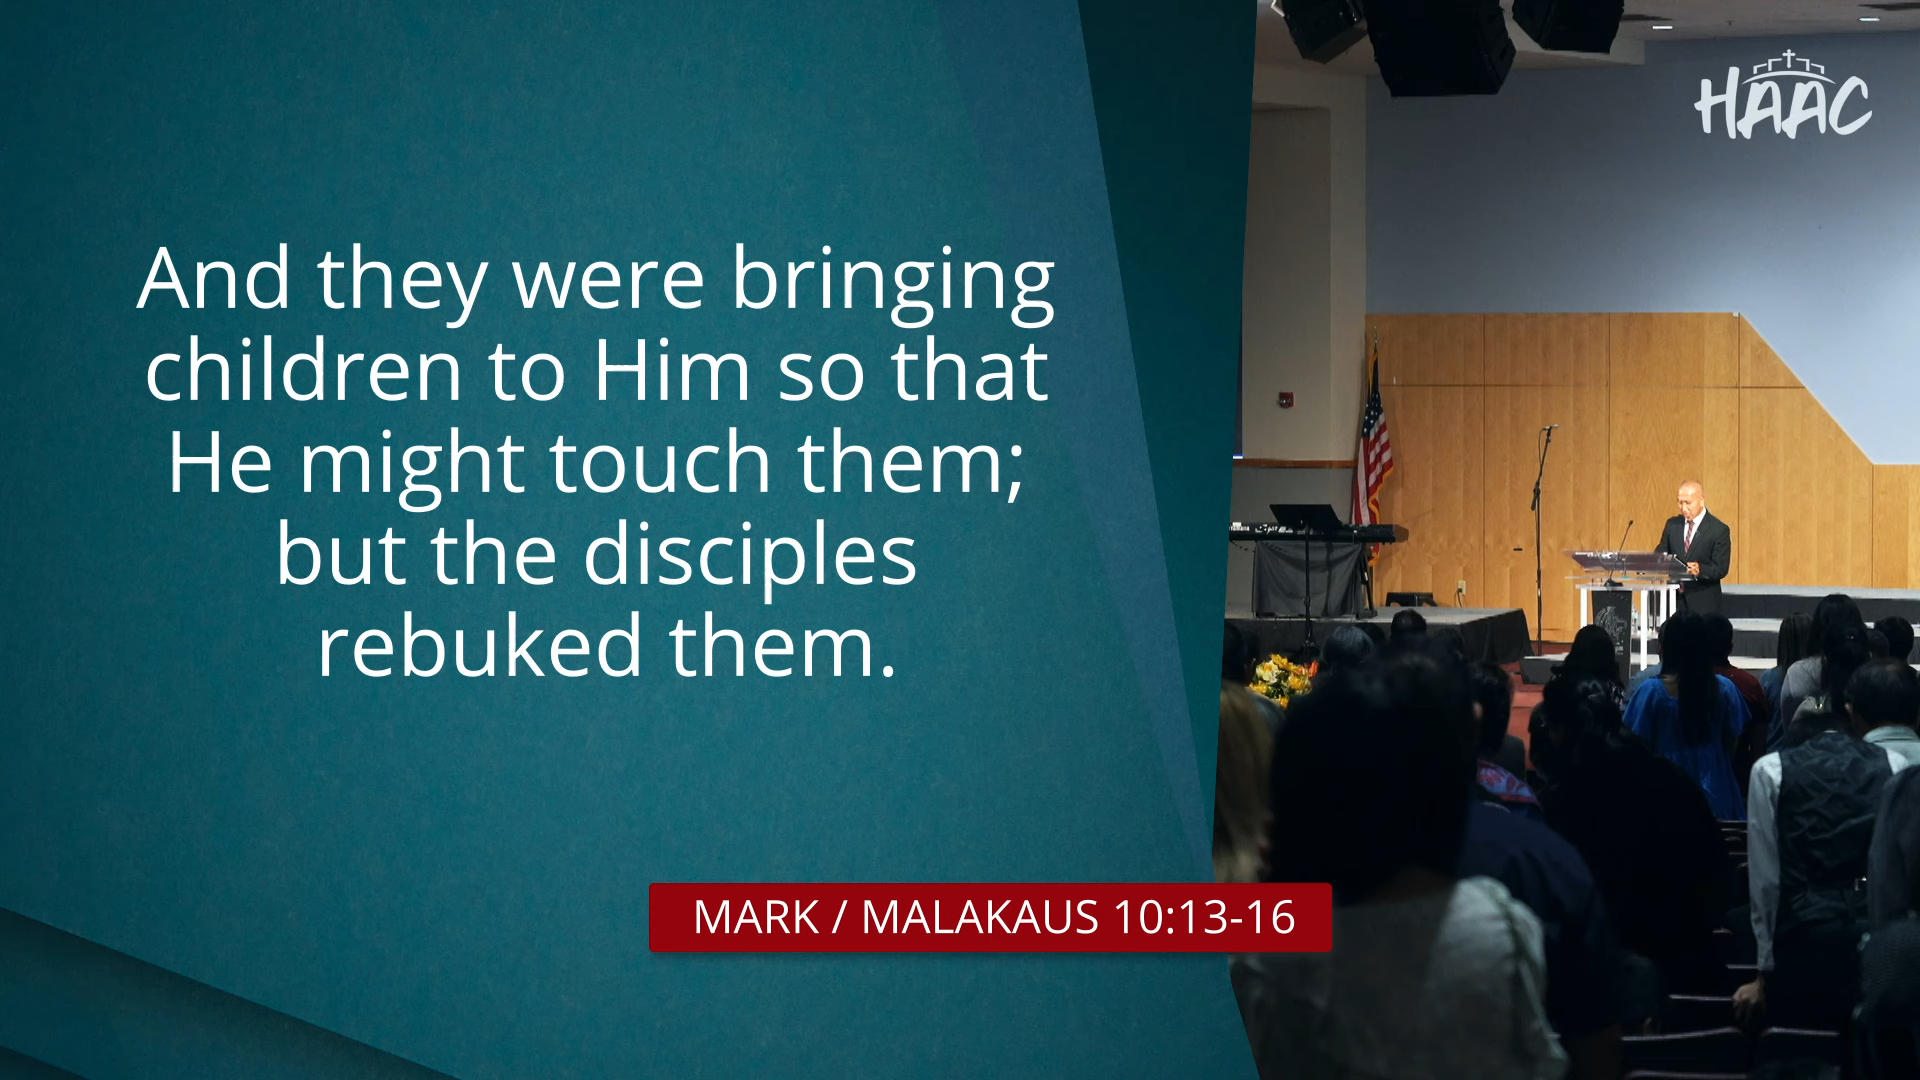 HAAC
And they were bringing
children to Him so that
He might touch them;
but the disciples
rebuked them.
MARK / MALAKAUS 10:13-16